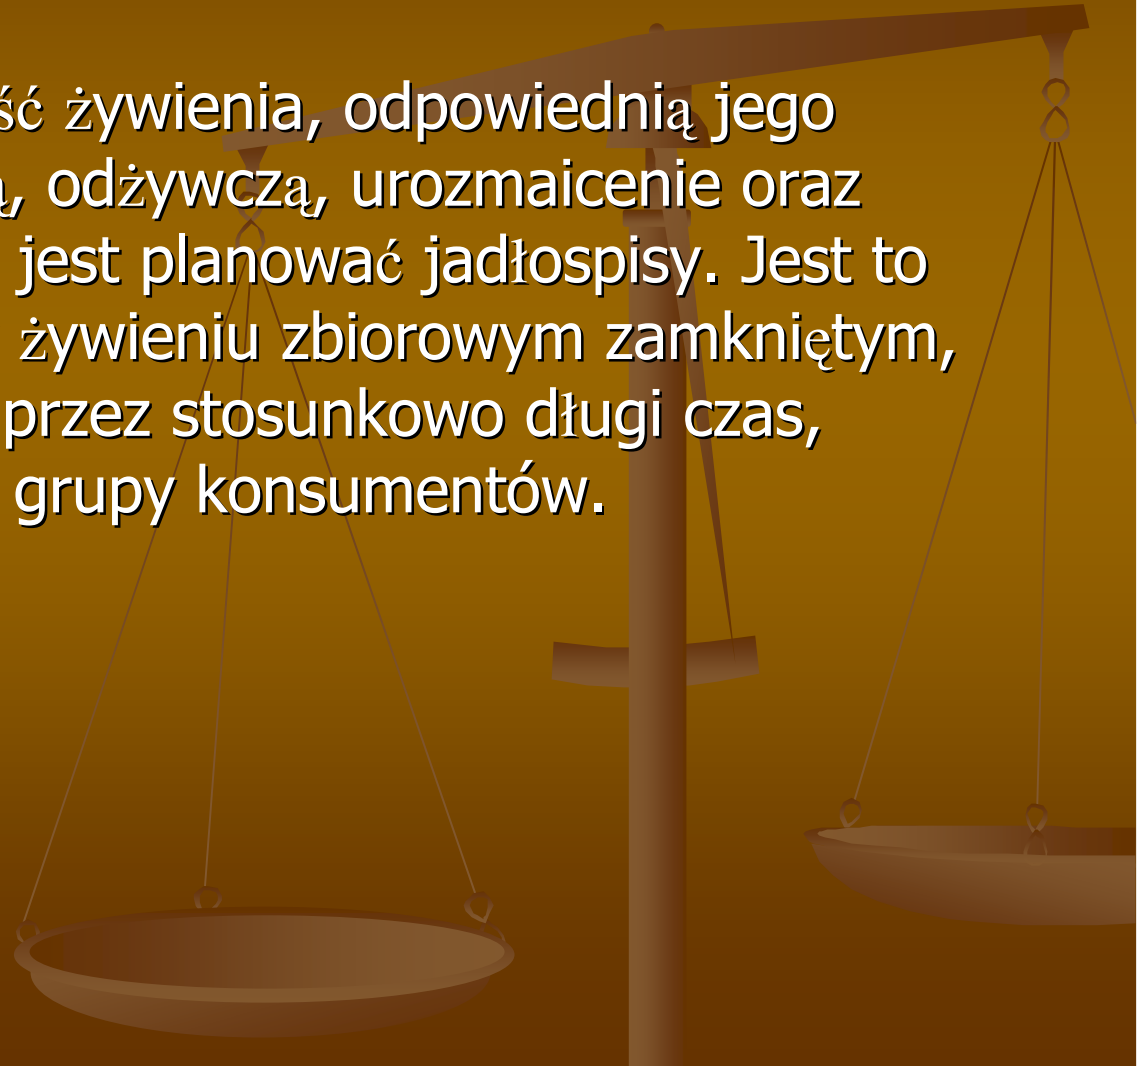 ść żywienia, odpowiednią jego
ą, odżywczą, urozmaicenie oraz
jest planować jadłospisy. Jest to
żywieniu zbiorowym zamkniętym,
przez stosunkowo długi czas,
grupy konsumentów.